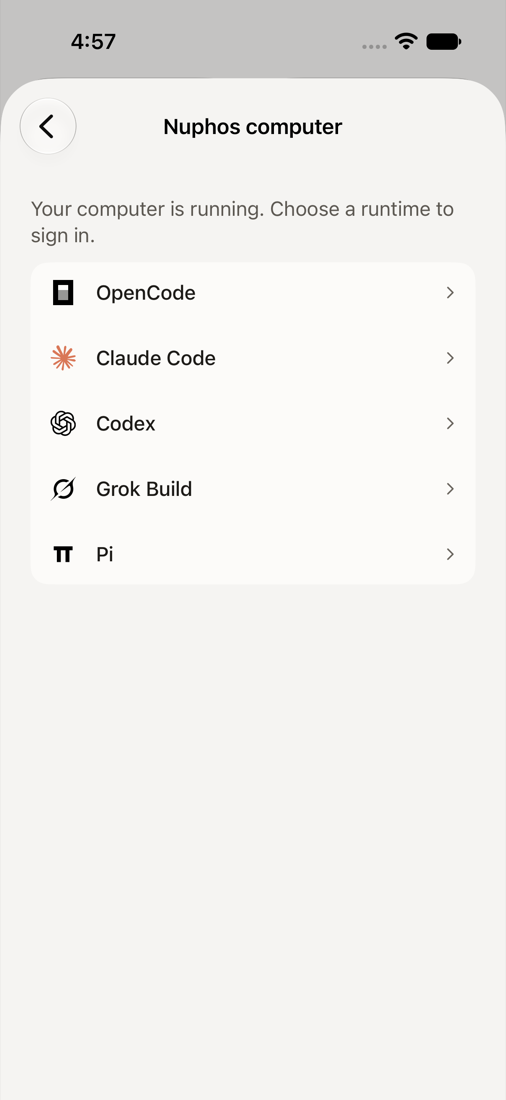 4:57
Nuphos computer
Your computer is running. Choose a runtime to
sign in.
OpenCode
Claude Code
Codex
Grok Build
Pi